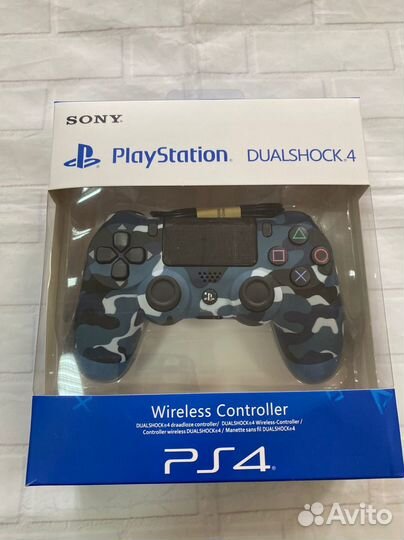 SONY
PlayStation DUALSHOCK.4
Wireless Controller
DUALSHOCK®4 draadloze controller/ DUALSHOCK®4 Wireless-Controller /
Controller wireless DUALSHOCK®4 / Manette sans fil DUALSHOCK®4
PS4
Avito